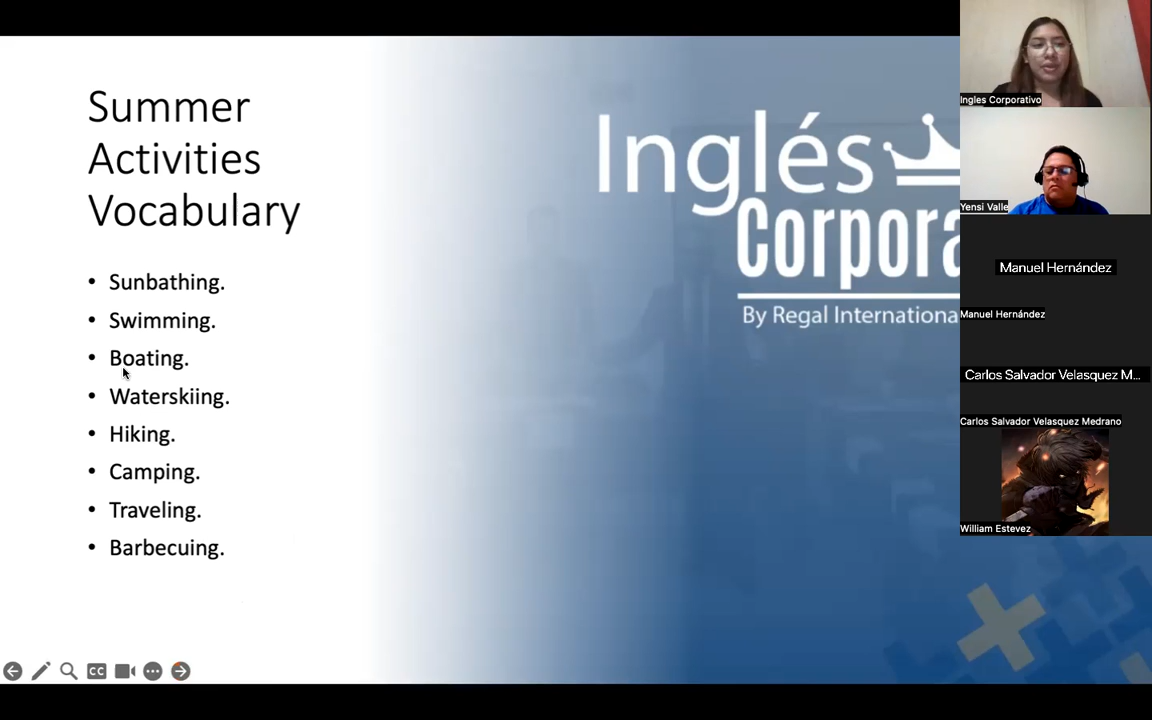 Summer
Activities
Vocabulary
• Sunbathing.
• Swimming.
• Boating.
• Waterskiing.
• Hiking.
• Camping.
• Traveling.
• Barbecuing.
Inglés
Corpora
By Regal Internationa
CC
Ingles Corporativo
Yensi Valle
Manuel Hernández
Manuel Hernández
Carlos Salvador Velasquez M...
Carlos Salvador Velasquez Medrano
William Estevez